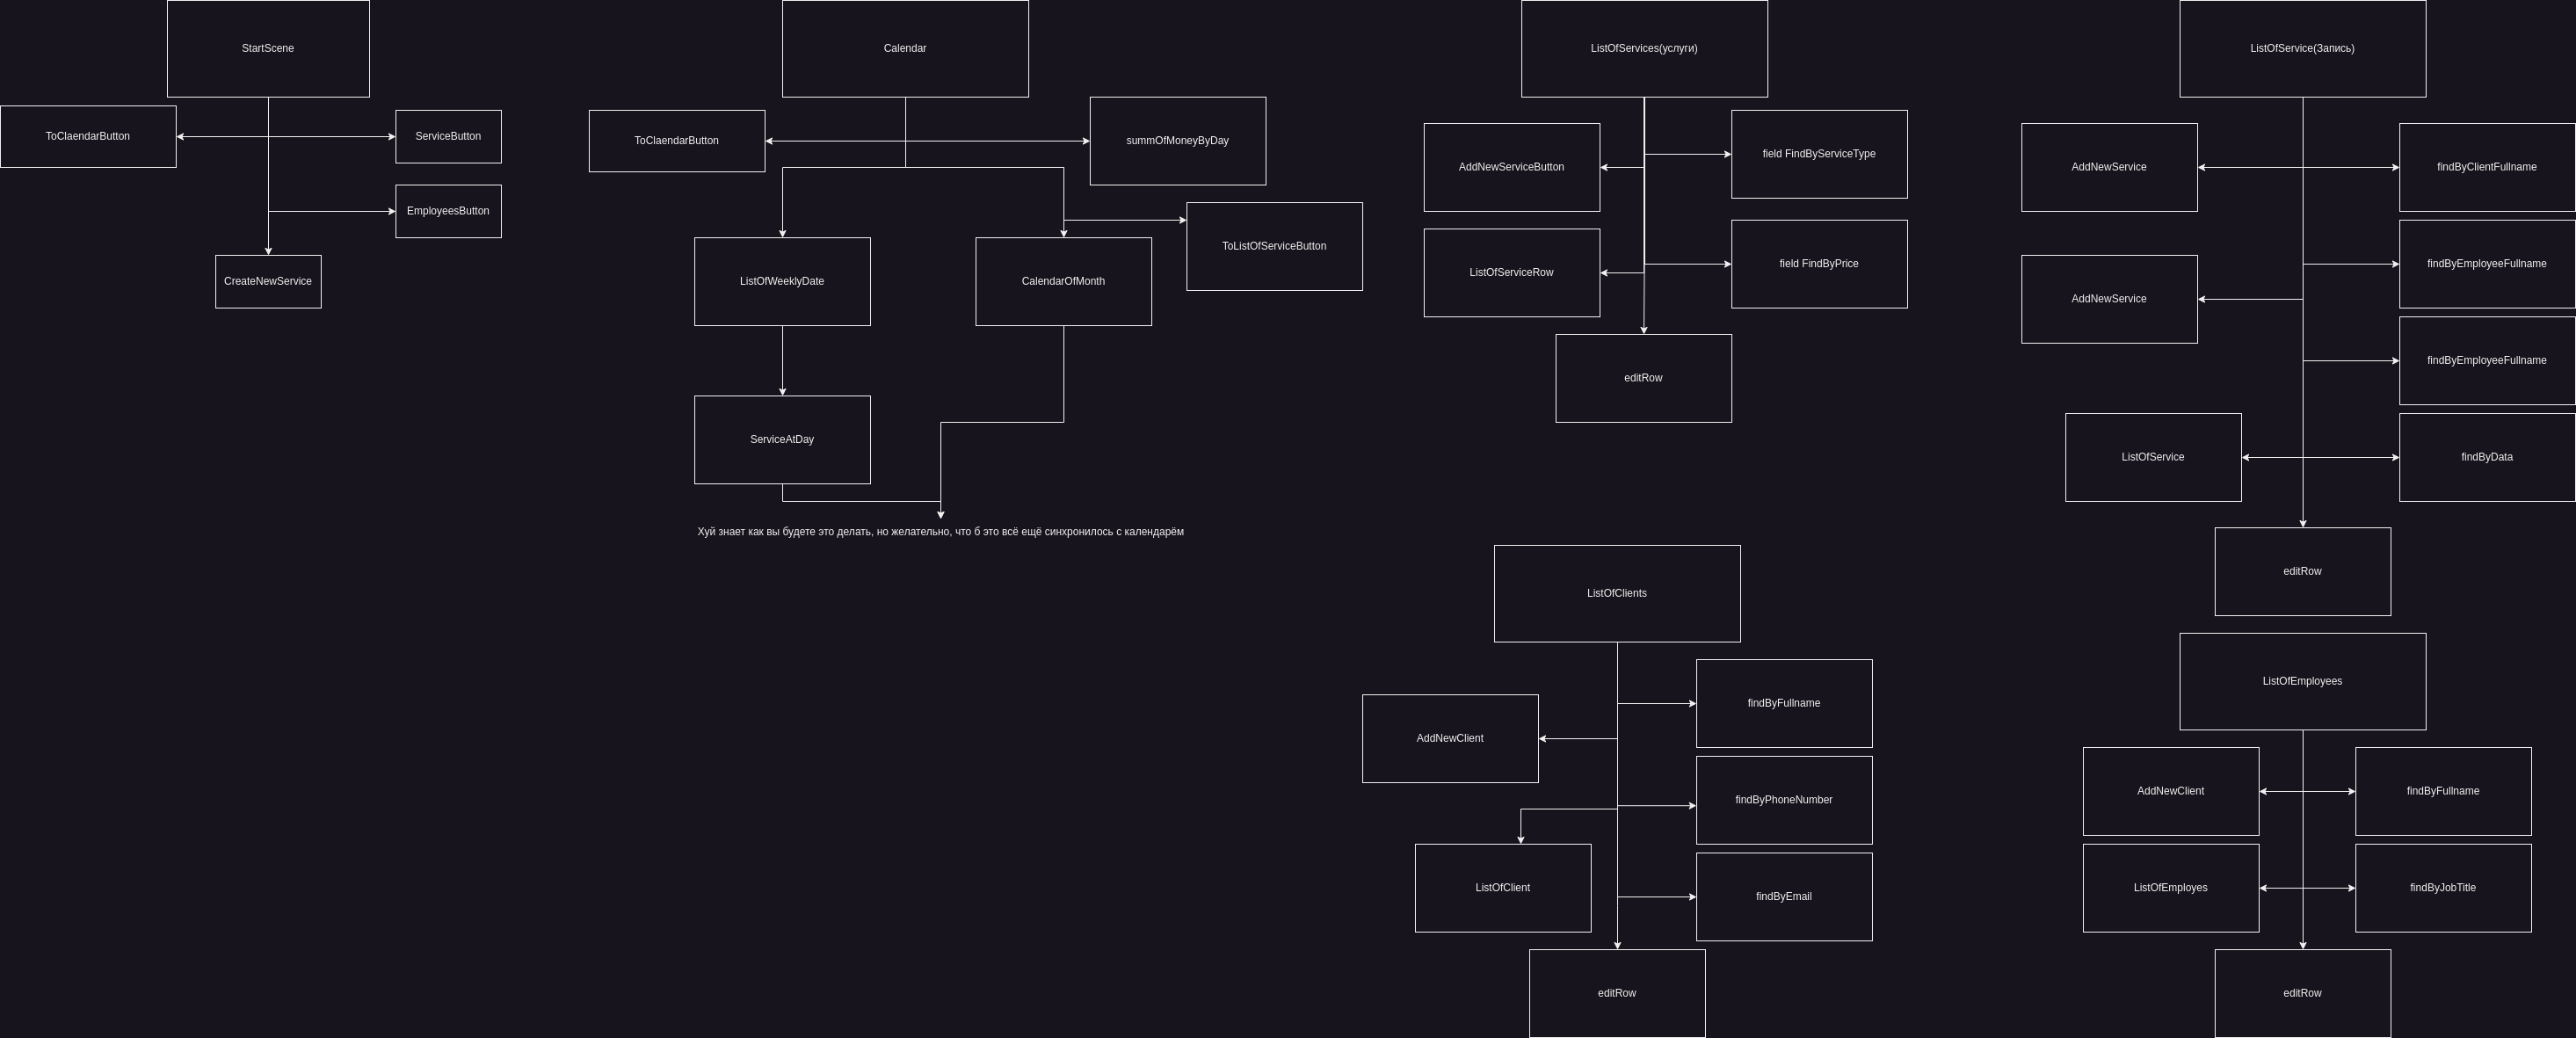 StartScene
ToClaendarButton
ServiceButton
EmployeesButton
CreateNewService
Calendar
ToClaendarButton
summOfMoneyByDay
ToListOfServiceButton
ListOfWeeklyDate
CalendarOfMonth
ServiceAtDay
Хуй знает как вы будете это делать, но желательно, что б это всё ещё синхронилось с календарём
ListOfServices(услуги)
AddNewServiceButton
field FindByServiceType
ListOfServiceRow
field FindByPrice
editRow
ListOfService(Запись)
AddNewService
findByClientFullname
findByEmployeeFullname
AddNewService
findByEmployeeFullname
ListOfService
findByData
editRow
ListOfClients
findByFullname
AddNewClient
findByPhoneNumber
ListOfClient
findByEmail
editRow
ListOfEmployees
AddNewClient
findByFullname
ListOfEmployes
findByJobTitle
editRow